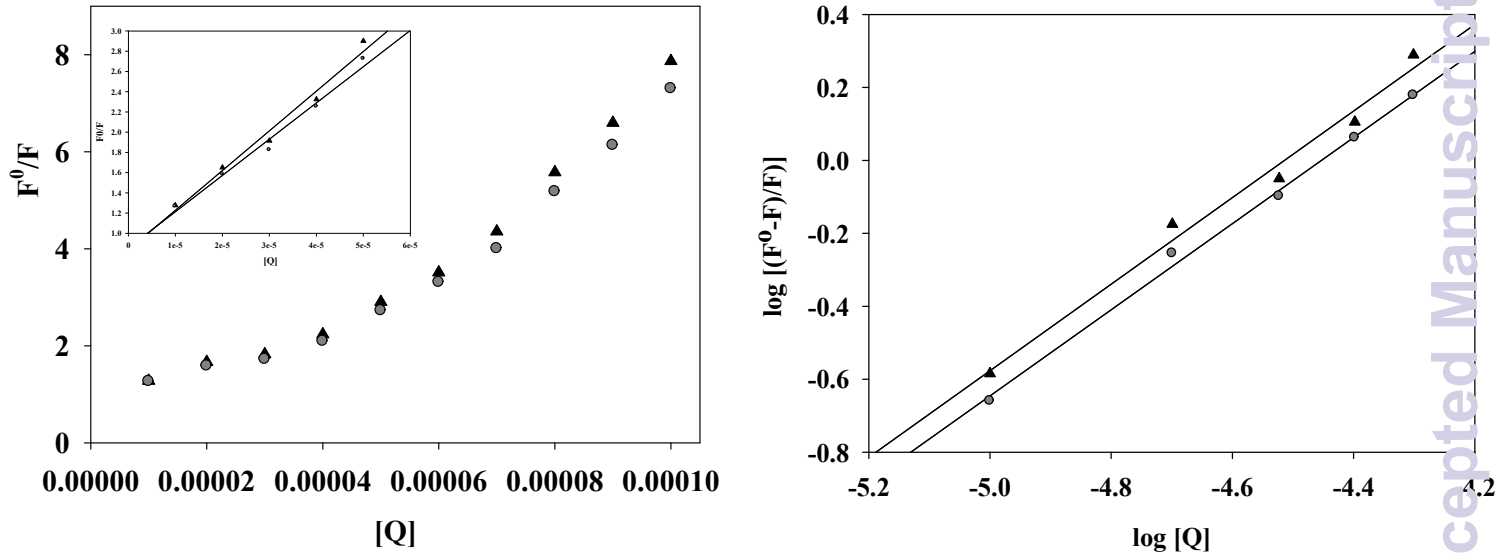 8
6
4
2
0
F⁰/F
0.00000 0.00002 0.00004 0.00006 0.00008 0.00010
[Q]
3.0
2.8
2.6
2.4
2.2
2.0
1.8
1.6
1.4
1.2
1.0
F0/F
0 1e-5 2e-5 3e-5 4e-5 5e-5 6e-5
[Q]
0.4
0.2
0.0
-0.2
-0.4
-0.6
-0.8
log [(F⁰-F)/F)]
-5.2 -5.0 -4.8 -4.6 -4.4 4.2
log [Q]
cepted Manuscript